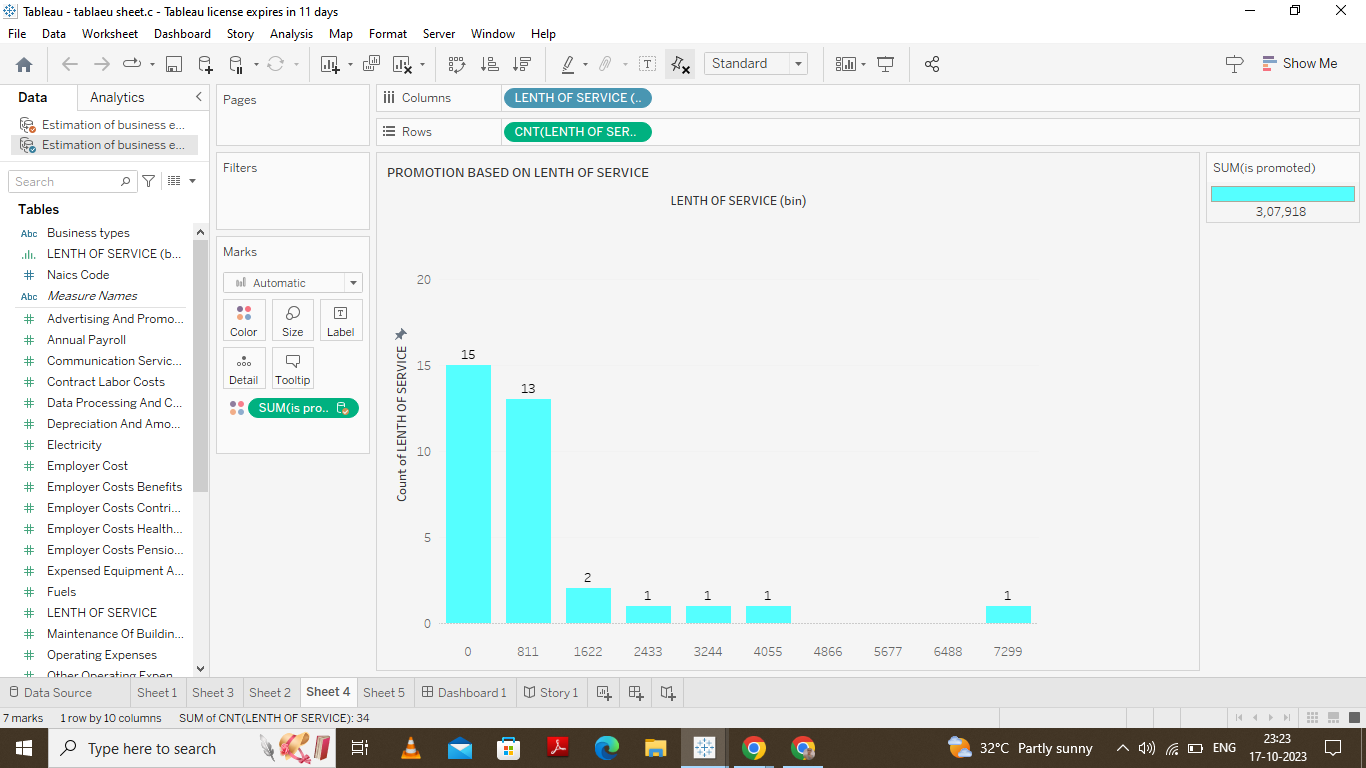 Tableau - tablaeu sheet.c - Tableau license expires in 11 days
File Data Worksheet Dashboard Story Analysis Map Format Server Window Help
Standard
Show Me
Data Analytics
Estimation of business e...
Estimation of business e...
Search
Tables
Abc Business types
LENTH OF SERVICE (b...
# Naics Code
Abc Measure Names
# Advertising And Promo...
# Annual Payroll
# Communication Servic...
# Contract Labor Costs
# Data Processing And C...
# Depreciation And Amo...
# Electricity
# Employer Cost
# Employer Costs Benefits
# Employer Costs Contri...
# Employer Costs Health...
# Employer Costs Pensio...
# Expensed Equipment A...
# Fuels
# LENTH OF SERVICE
# Maintenance Of Buildin...
# Operating Expenses
# Other Operating Expen
Pages
Filters
Marks
Automatic
Color Size Label
Detail Tooltip
SUM(is pro..
Columns LENTH OF SERVICE (..
Rows CNT(LENTH OF SER..
PROMOTION BASED ON LENTH OF SERVICE
LENTH OF SERVICE (bin)
Count of LENTH OF SERVICE
20
15
10
5
0
15
13
2
1
1
1
1
0 811 1622 2433 3244 4055 4866 5677 6488 7299
SUM(is promoted)
3,07,918
Data Source Sheet 1 Sheet 3 Sheet 2 Sheet 4 Sheet 5 Dashboard 1 Story 1
7 marks 1 row by 10 columns SUM of CNT(LENTH OF SERVICE): 34
Type here to search
32°C Partly sunny
ENG
23:23
17-10-2023